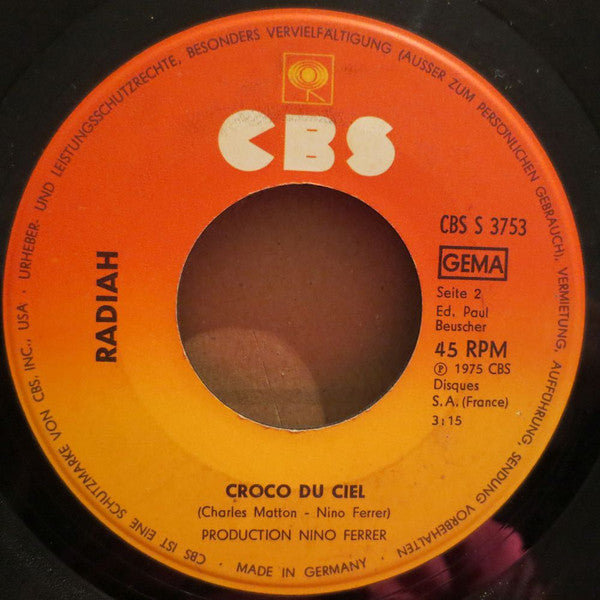 URHEBER- UND LEISTUNGSSCHUTZRECHTE, BESONDERS VERVIELFÄLTIGUNG (AUSSER ZUM PERSÖNLICHEN GEBRAUCH), VERMIETUNG, AUFFÜHRUNG, SENDUNG VORBEHALTEN
CBS
RADIAH
CBS S 3753
GEMA
Seite 2
Ed. Paul
Beuscher
45 RPM
℗ 1975 CBS
Disques
S.A. (France)
3:15
CROCO DU CIEL
(Charles Matton - Nino Ferrer)
PRODUCTION NINO FERRER
CBS IST EINE SCHUTZMARKE VON CBS, INC., USA ·
· MADE IN GERMANY ·